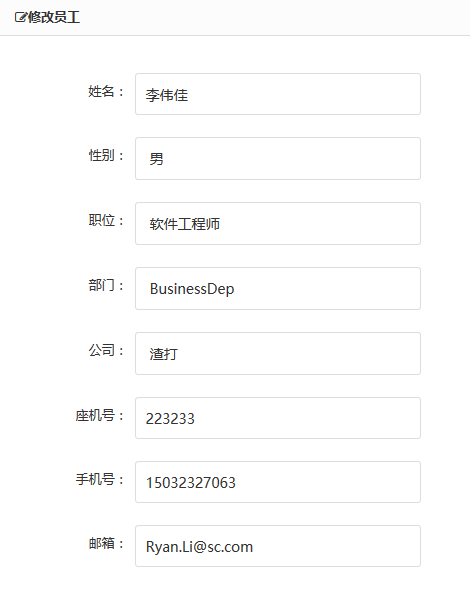 修改员工
姓名： 李伟佳
性别： 男
职位： 软件工程师
部门： BusinessDep
公司： 渣打
座机号： 223233
手机号： 15032327063
邮箱： Ryan.Li@sc.com